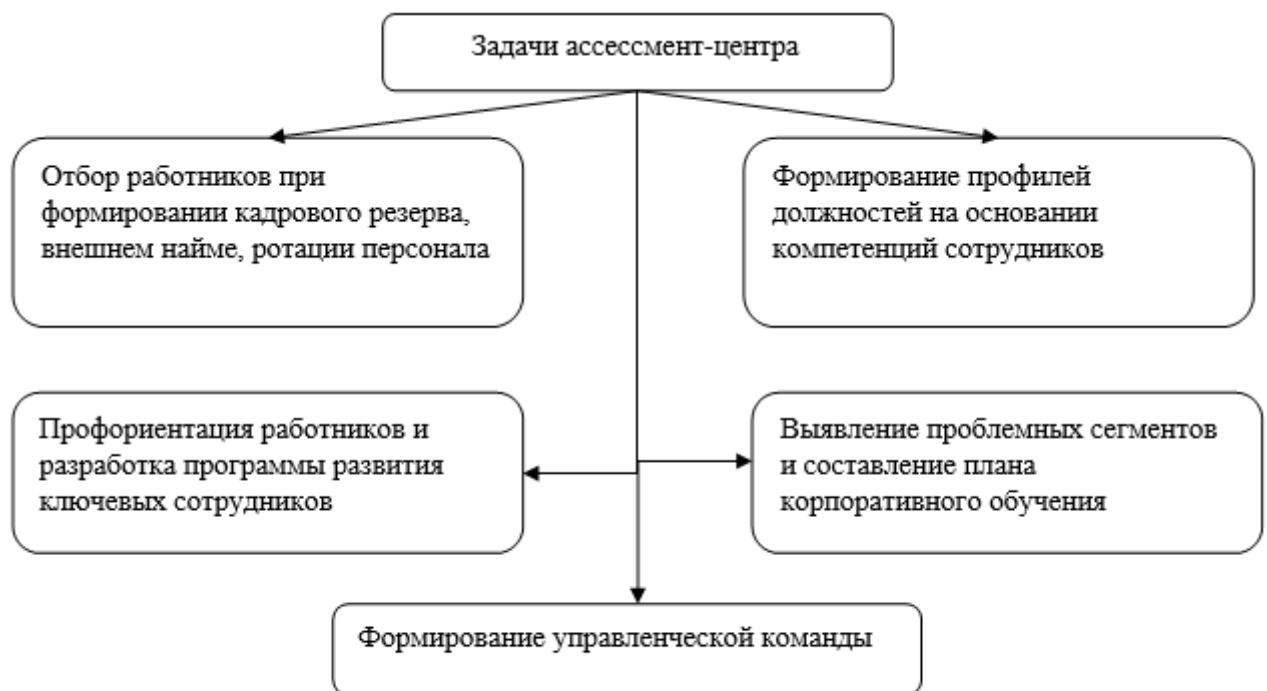 Задачи ассессмент-центра
Отбор работников при
формировании кадрового резерва,
внешнем найме, ротации персонала
Формирование профилей
должностей на основании
компетенций сотрудников
Профориентация работников и
разработка программы развития
ключевых сотрудников
Выявление проблемных сегментов
и составление плана
корпоративного обучения
Формирование управленческой команды